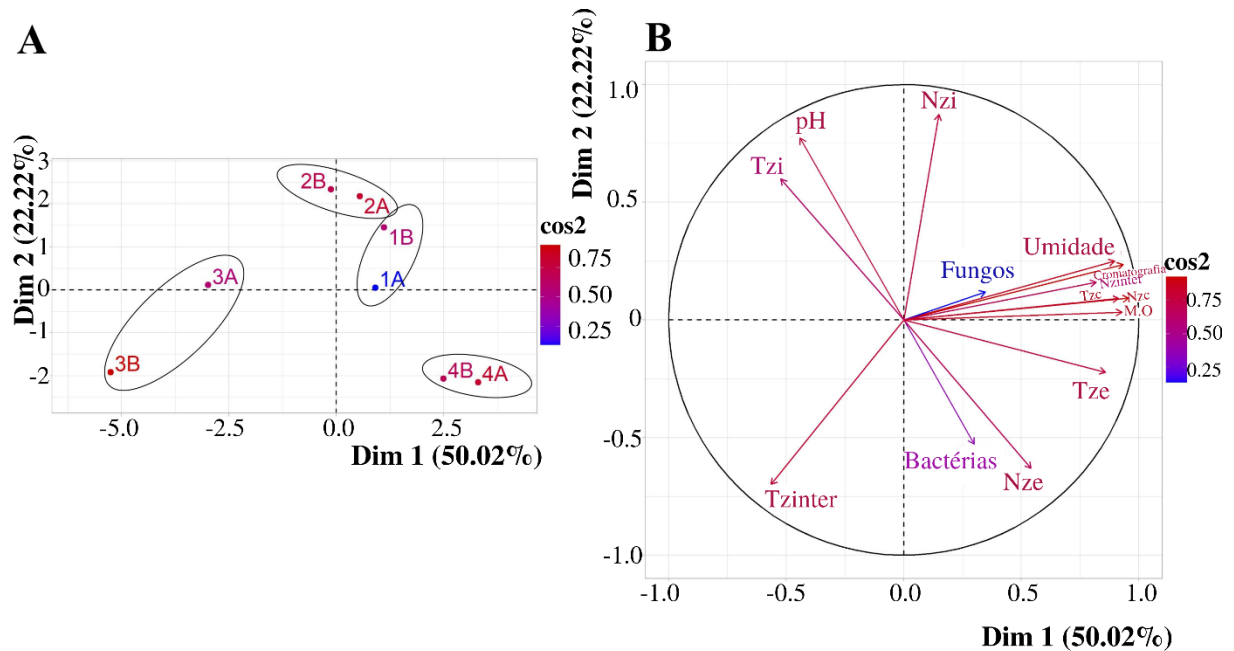 A
Dim 2 (22.22%)
3
2
1
0
-1
-2
2B
2A
1B
1A
3A
3B
4B
4A
-5.0
-2.5
0.0
2.5
Dim 1 (50.02%)
cos2
0.75
0.50
0.25
B
Dim 2 (22.22%)
1.0
0.5
0
-0.5
-1.0
Nzi
pH
Tzi
Umidade
Cromatografia
Fungos
Nzinter
Tzc
Nzc
M.O
Tze
Bactérias
Nze
Tzinter
-1.0
-0.5
0.0
0.5
1.0
Dim 1 (50.02%)
cos2
0.75
0.50
0.25